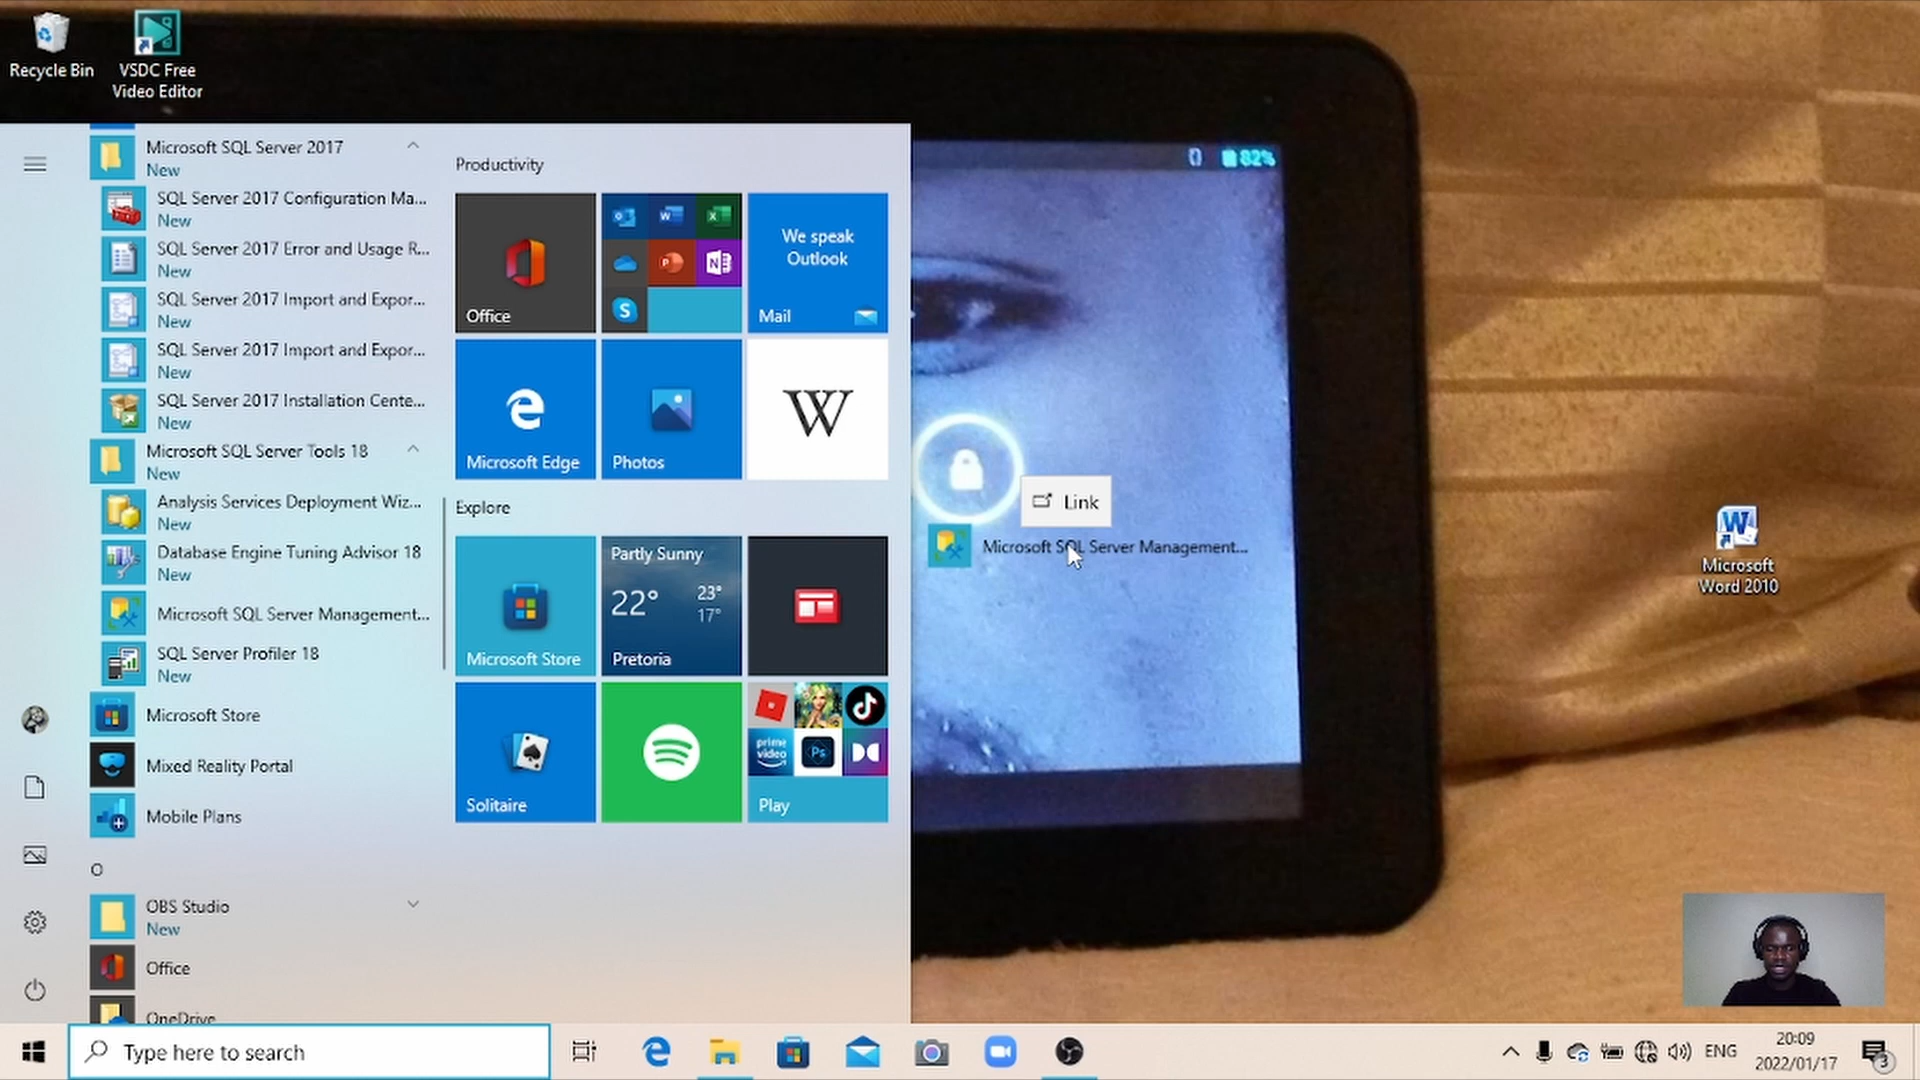 Recycle Bin
VSDC Free
Video Editor
Microsoft SQL Server 2017
New
SQL Server 2017 Configuration Ma...
New
SQL Server 2017 Error and Usage R...
New
SQL Server 2017 Import and Expor...
New
SQL Server 2017 Import and Expor...
New
SQL Server 2017 Installation Cente...
New
Microsoft SQL Server Tools 18
New
Analysis Services Deployment Wiz...
New
Database Engine Tuning Advisor 18
New
Microsoft SQL Server Management...
SQL Server Profiler 18
New
Microsoft Store
Mixed Reality Portal
Mobile Plans
O
OBS Studio
New
Office
OneDrive
Productivity
Office
We speak
Outlook
Mail
Microsoft Edge
Photos
W
Explore
Microsoft Store
Partly Sunny
22°
23°
17°
Pretoria
Solitaire
prime
video
Ps
Play
82%
Link
Microsoft SQL Server Management...
Microsoft
Word 2010
Type here to search
ENG
20:09
2022/01/17
3